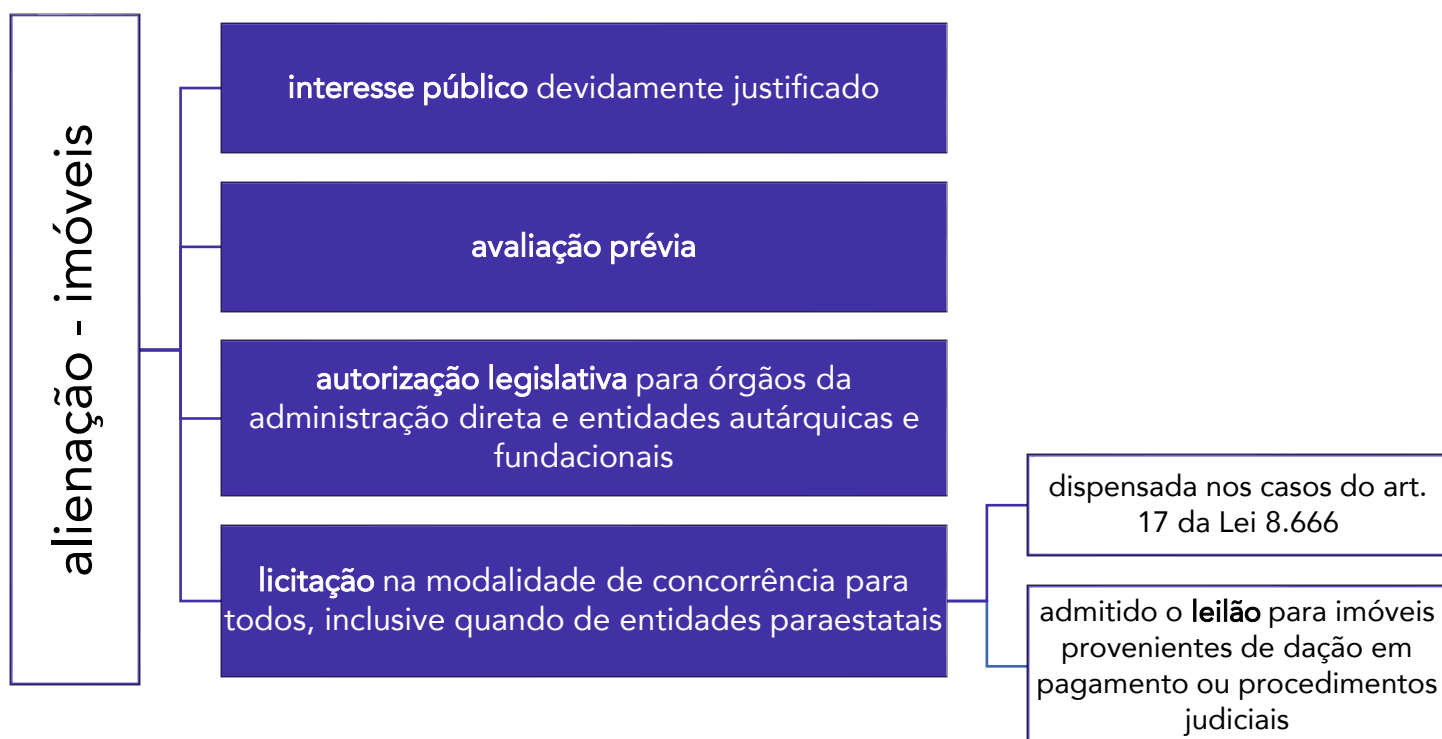 alienação - imóveis
interesse público devidamente justificado
avaliação prévia
autorização legislativa para órgãos da
administração direta e entidades autárquicas e
fundacionais
licitação na modalidade de concorrência para
todos, inclusive quando de entidades paraestatais
dispensada nos casos do art.
17 da Lei 8.666
admitido o leilão para imóveis
provenientes de dação em
pagamento ou procedimentos
judiciais